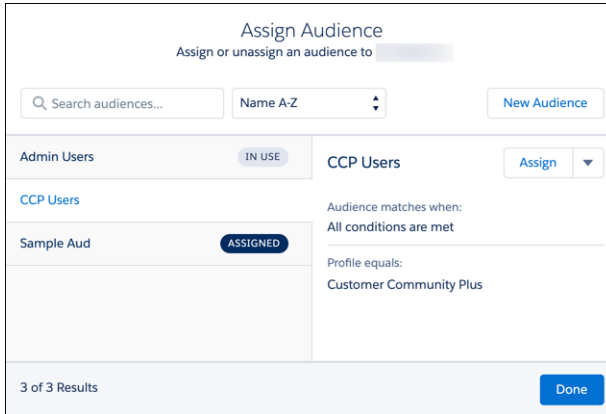 Assign Audience
Assign or unassign an audience to
Search audiences...
Name A-Z
New Audience
Admin Users
IN USE
CCP Users
Sample Aud
ASSIGNED
CCP Users
Assign
Audience matches when:
All conditions are met
Profile equals:
Customer Community Plus
3 of 3 Results
Done